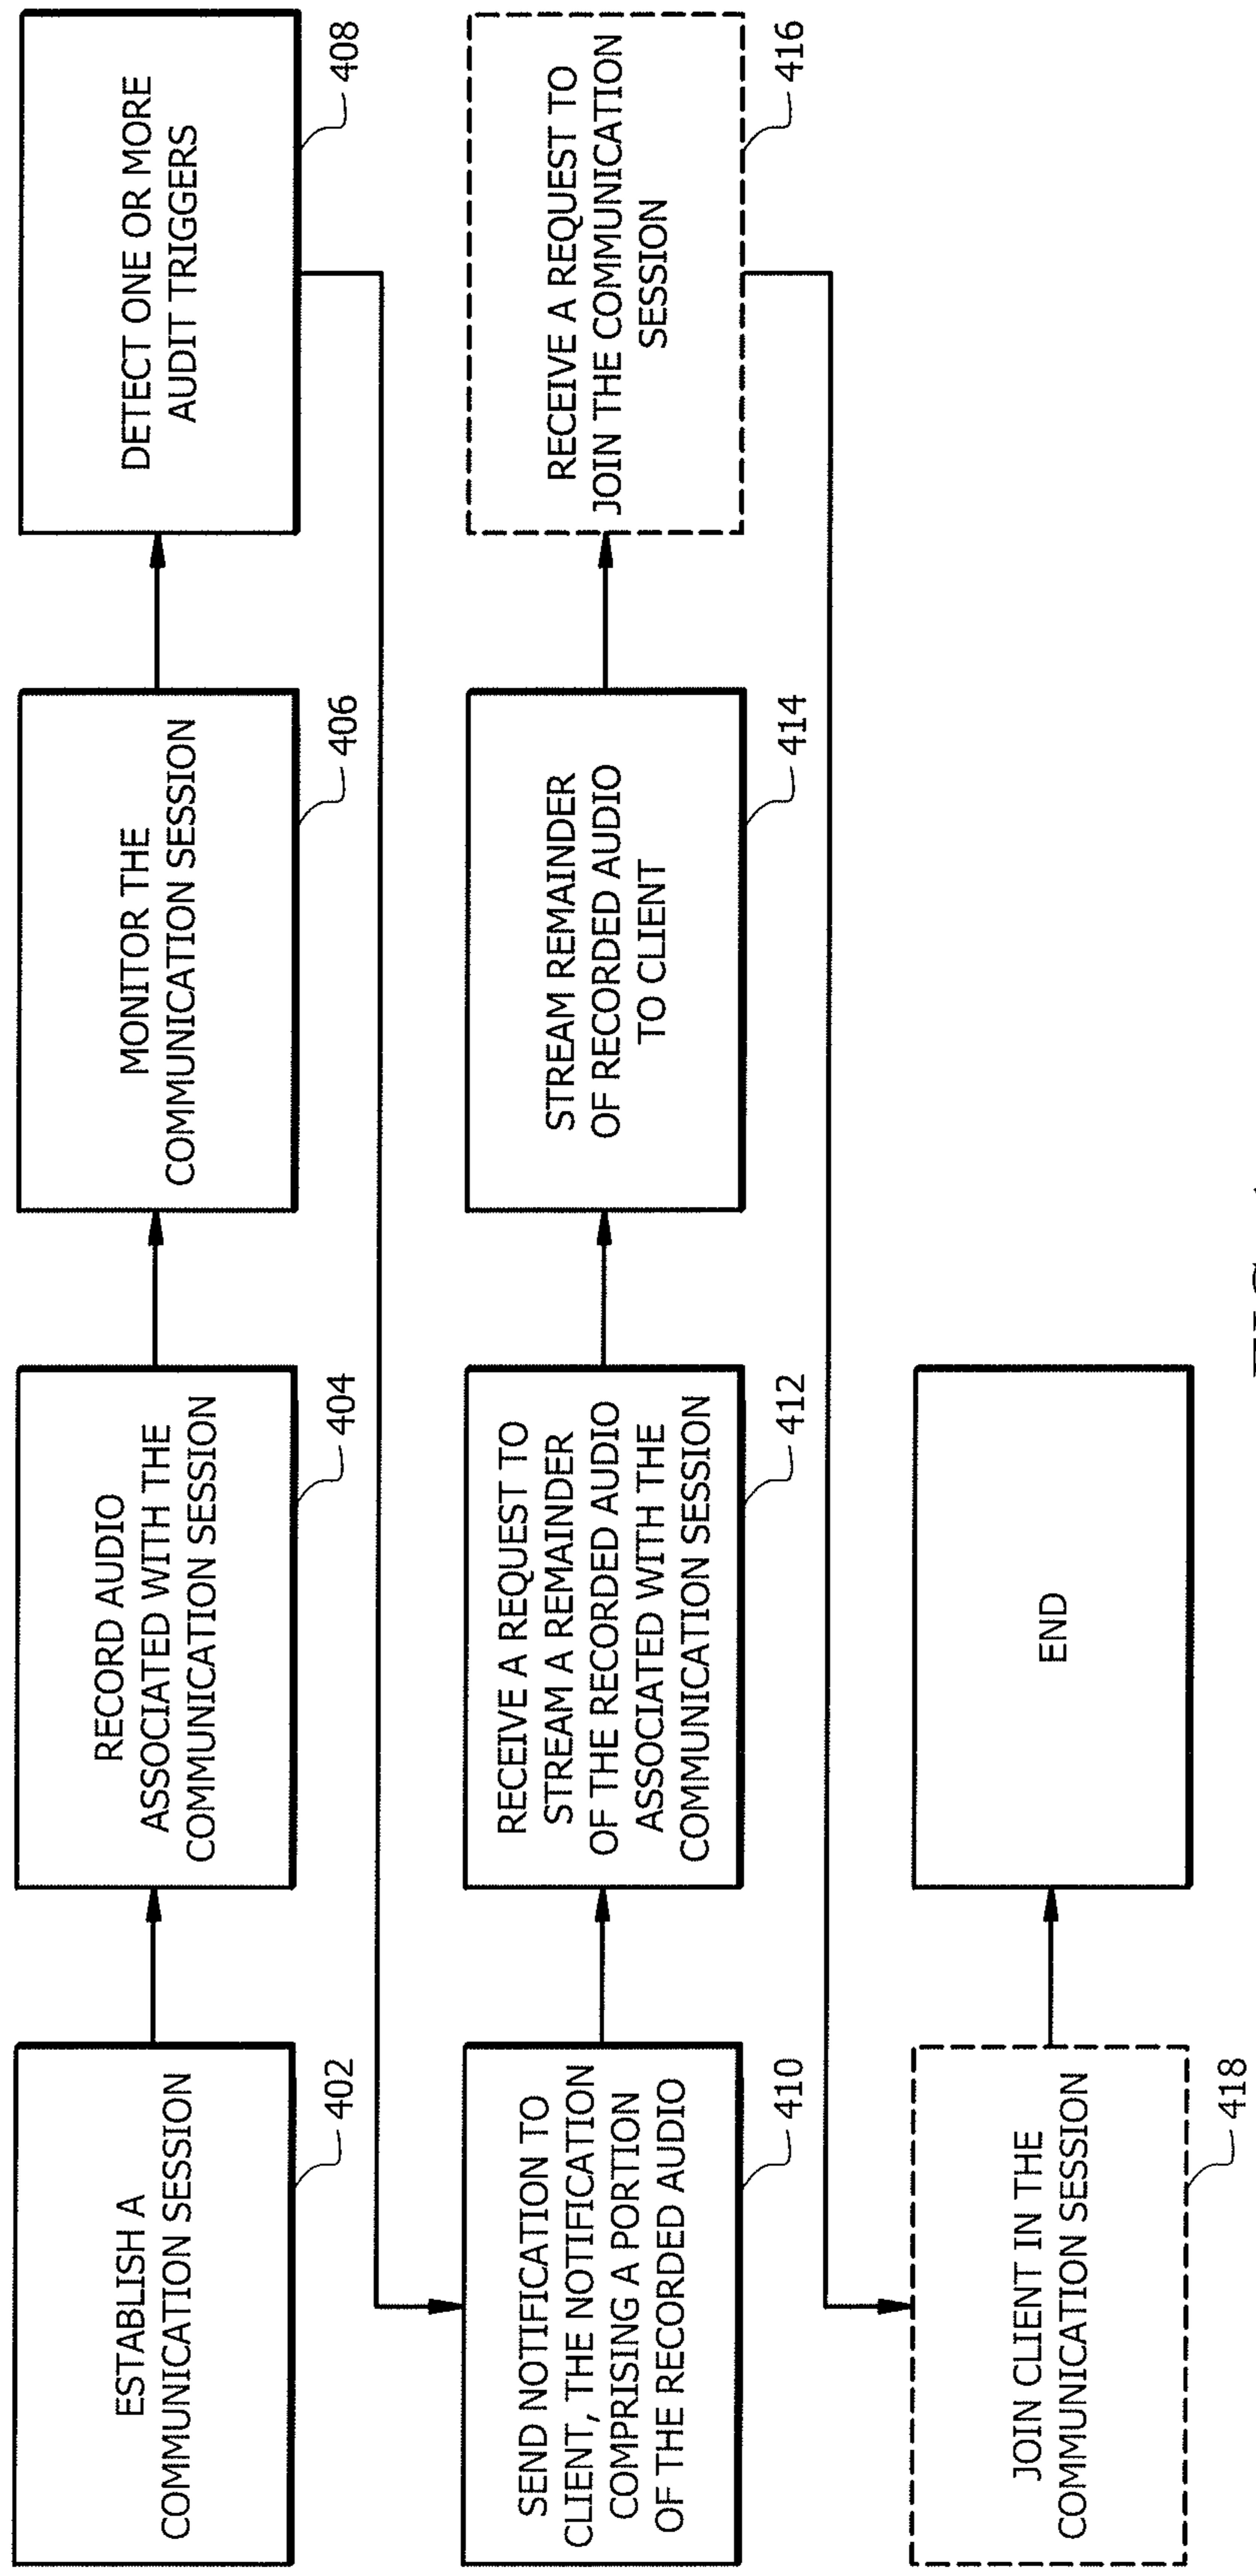 ESTABLISH A
COMMUNICATION SESSION
402
RECORD AUDIO
ASSOCIATED WITH THE
COMMUNICATION SESSION
404
MONITOR THE
COMMUNICATION SESSION
406
DETECT ONE OR MORE
AUDIT TRIGGERS
408
SEND NOTIFICATION TO
CLIENT, THE NOTIFICATION
COMPRISING A PORTION
OF THE RECORDED AUDIO
410
RECEIVE A REQUEST TO
STREAM A REMAINDER
OF THE RECORDED AUDIO
ASSOCIATED WITH THE
COMMUNICATION SESSION
412
STREAM REMAINDER
OF RECORDED AUDIO
TO CLIENT
414
RECEIVE A REQUEST TO
JOIN THE COMMUNICATION
SESSION
416
JOIN CLIENT IN THE
COMMUNICATION SESSION
418
END